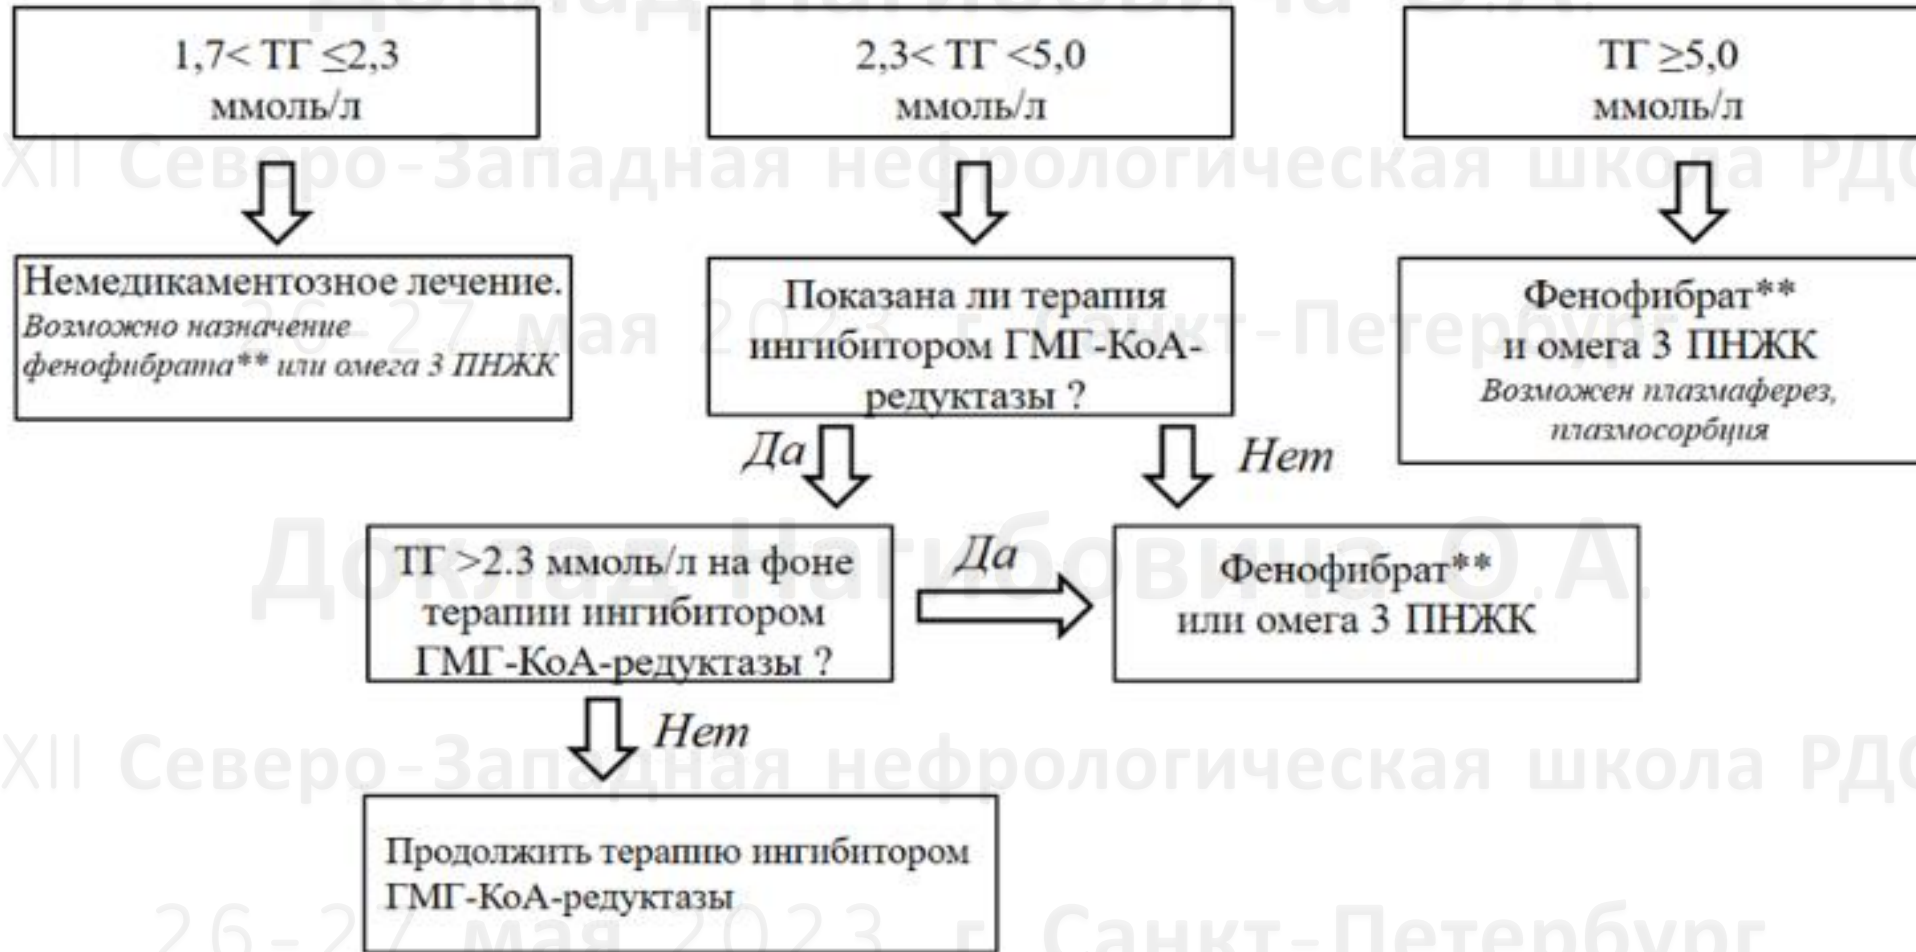 Доклад Нагибовича О.А.
1,7< ТГ ≤2,3
ммоль/л
2,3< ТГ <5,0
ммоль/л
ТГ ≥5,0
ммоль/л
XII Северо-Западная нефрологическая школа РДО
Немедикаментозное лечение.
Возможно назначение
фенофибрата** или омега 3 ПНЖК
Показана ли терапия
ингибитором ГМГ-КоА-
редуктазы ?
Фенофибрат**
и омега 3 ПНЖК
Возможен плазмаферез,
плазмосорбция
26-27 мая 2023 г. Санкт-Петербург
Да
Нет
ТГ >2.3 ммоль/л на фоне
терапии ингибитором
ГМГ-КоА-редуктазы ?
Да
Фенофибрат**
или омега 3 ПНЖК
Доклад Нагибовича О.А.
Нет
XII Северо-Западная нефрологическая школа РДО
Продолжить терапию ингибитором
ГМГ-КоА-редуктазы
26-27 мая 2023 г. Санкт-Петербург